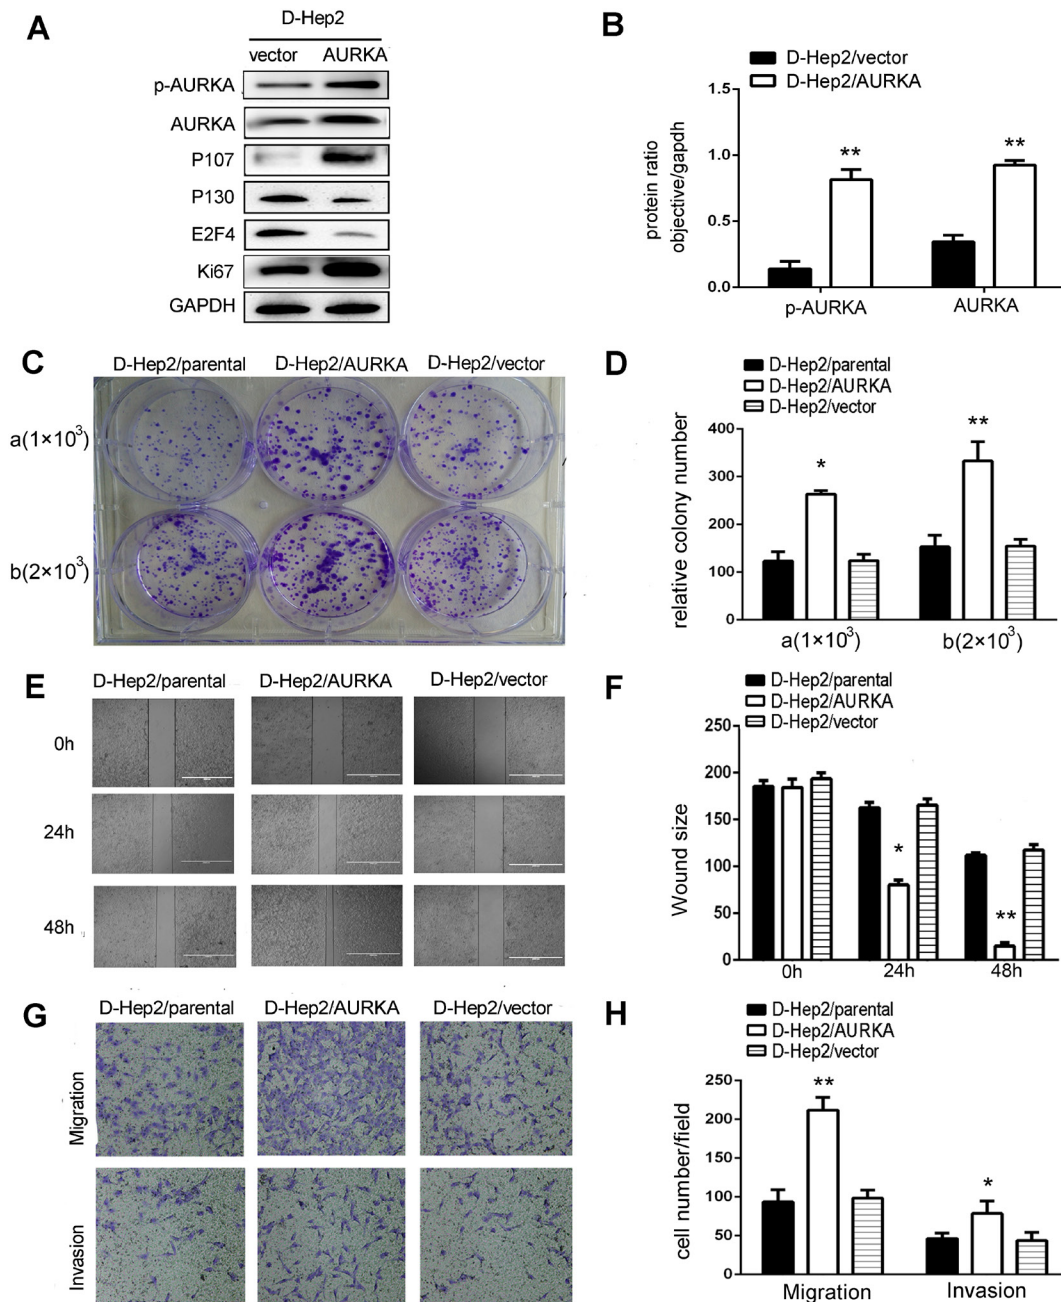 A
D-Hep2
vector AURKA
p-AURKA
AURKA
P107
P130
E2F4
Ki67
GAPDH
B
D-Hep2/vector
D-Hep2/AURKA
protein ratio
objective/gapdh
1.5
1.0
0.5
0.0
p-AURKA AURKA
C
D-Hep2/parental D-Hep2/AURKA D-Hep2/vector
a(1×10³)
b(2×10³)
D
D-Hep2/parental
D-Hep2/AURKA
D-Hep2/vector
relative colony number
400
300
200
100
0
* **
a(1×10³) b(2×10³)
E
D-Hep2/parental D-Hep2/AURKA D-Hep2/vector
0h
24h
48h
F
D-Hep2/parental
D-Hep2/AURKA
D-Hep2/vector
Wound size
250
200
150
100
50
0
* **
0h 24h 48h
G
D-Hep2/parental D-Hep2/AURKA D-Hep2/vector
Migration
Invasion
H
D-Hep2/parental
D-Hep2/AURKA
D-Hep2/vector
cell number/field
250
200
150
100
50
0
** *
Migration Invasion